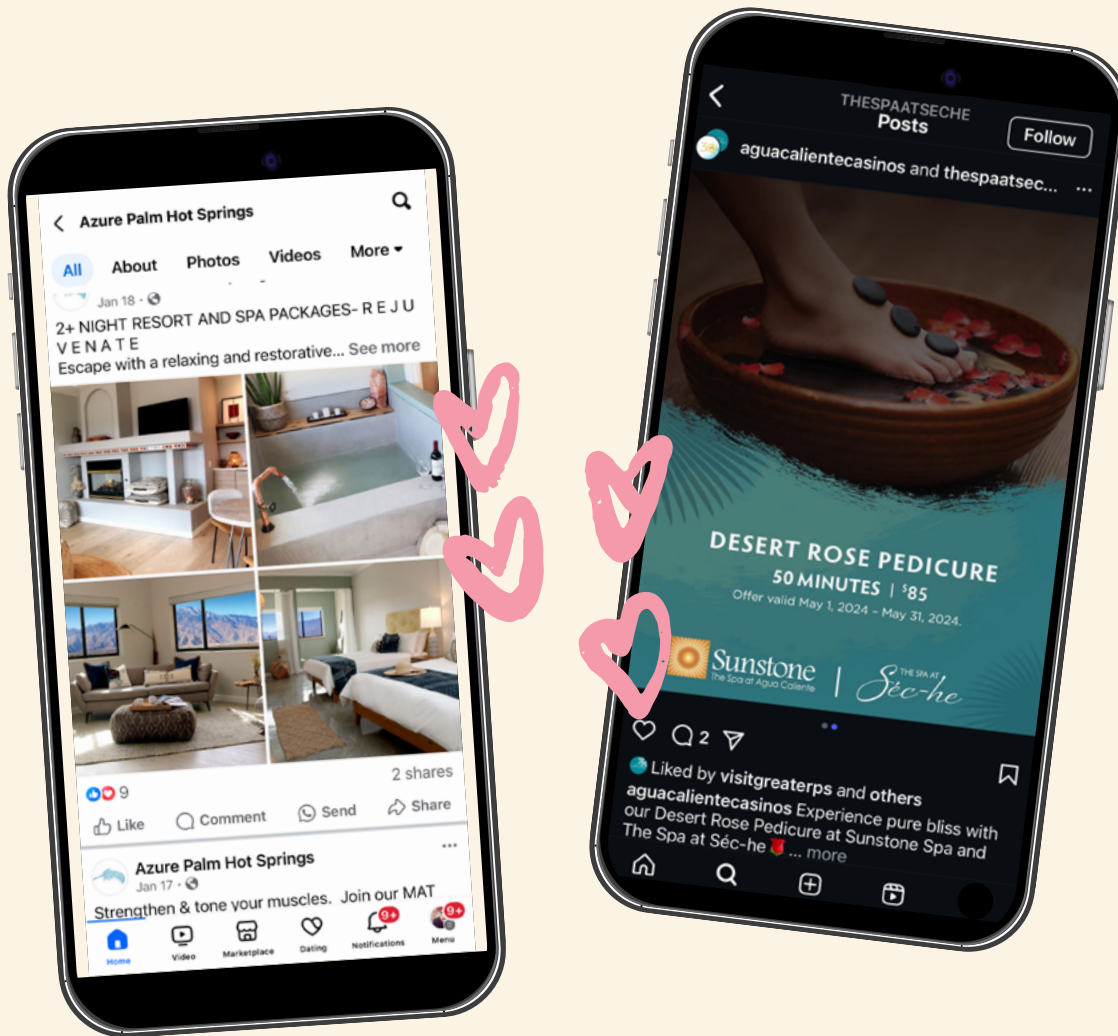 Azure Palm Hot Springs
All
About
Photos
Videos
More
Jan 18 ·
2+ NIGHT RESORT AND SPA PACKAGES- R E J U
V E N A T E
Escape with a relaxing and restorative... See more
9
2 shares
Like
Comment
Send
Share
Azure Palm Hot Springs
...
Jan 17 ·
Strengthen & tone your muscles. Join our MAT
9+
9+
Home
Video
Marketplace
Dating
Notifications
Menu
THESPAATSECHE
Posts
Follow
aguacalientecasinos and thespaatsec...
...
DESERT ROSE PEDICURE
50 MINUTES | $85
Offer valid May 1, 2024 – May 31, 2024.
Sunstone
The Spa at Agua Caliente
THE SPA AT
Séc-he
2
Liked by visitgreaterps and others
aguacalientecasinos Experience pure bliss with
our Desert Rose Pedicure at Sunstone Spa and
The Spa at Séc-he 🌹 ... more